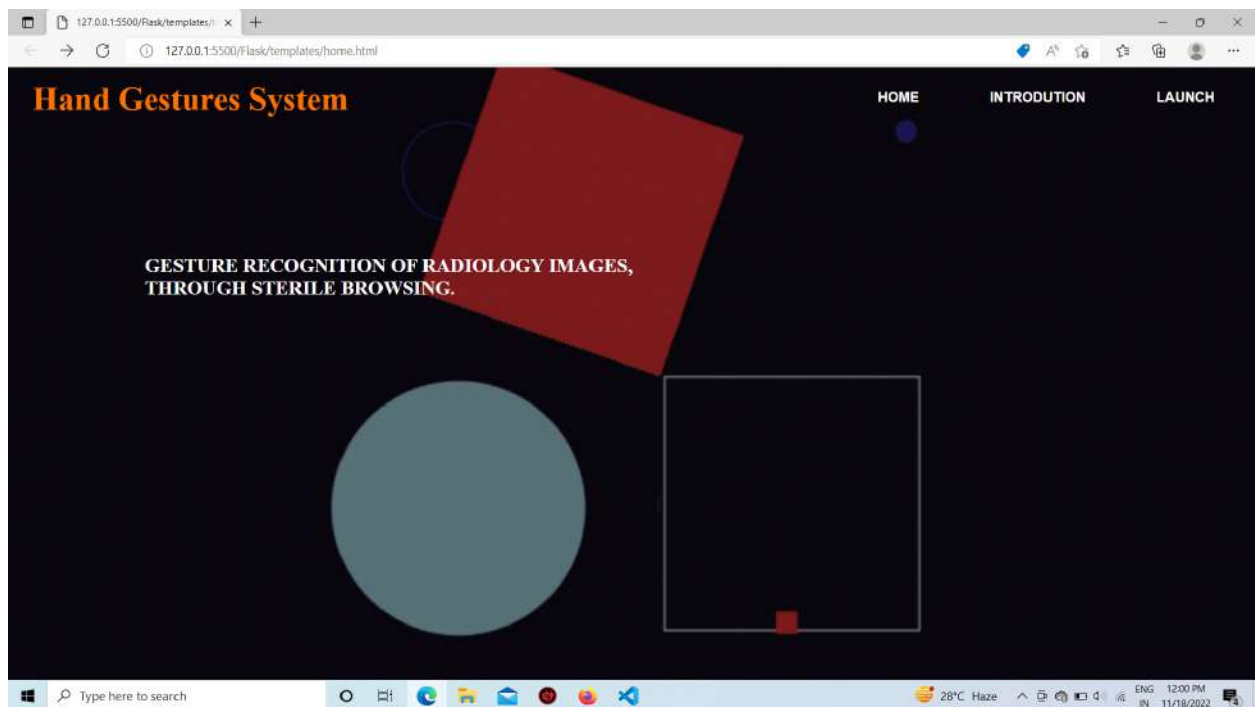 127.0.0.1:5500/Flask/templates/
127.0.0.1:5500/Flask/templates/home.html
Hand Gestures System
HOME INTRODUTION LAUNCH
GESTURE RECOGNITION OF RADIOLOGY IMAGES,
THROUGH STERILE BROWSING.
Type here to search
28°C Haze
ENG
IN
12:00 PM
11/18/2022
4